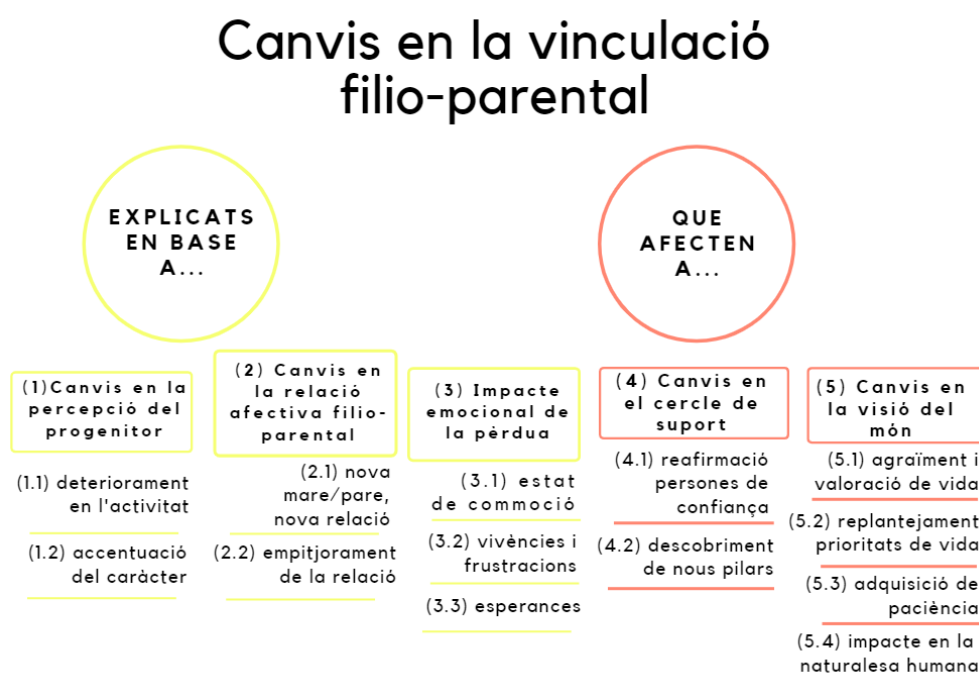 Canvis en la vinculació
filio-parental
EXPLICATS
EN BASE
A...
QUE
AFECTEN
A...
(1)Canvis en la
percepció del
progenitor
(1.1) deteriorament
en l'activitat
(1.2) accentuació
del caràcter
(2) Canvis en
la relació
afectiva filio-
parental
(2.1) nova
mare/pare,
nova relació
(2.2) empitjorament
de la relació
(3) Impacte
emocional de
la pèrdua
(3.1) estat
de commoció
(3.2) vivències i
frustracions
(3.3) esperances
(4) Canvis en
el cercle de
suport
(4.1) reafirmació
persones de
confiança
(4.2) descobriment
de nous pilars
(5) Canvis en
la visió del
món
(5.1) agraïment i
valoració de vida
(5.2) replantejament
prioritats de vida
(5.3) adquisició de
paciència
(5.4) impacte en la
naturalesa humana